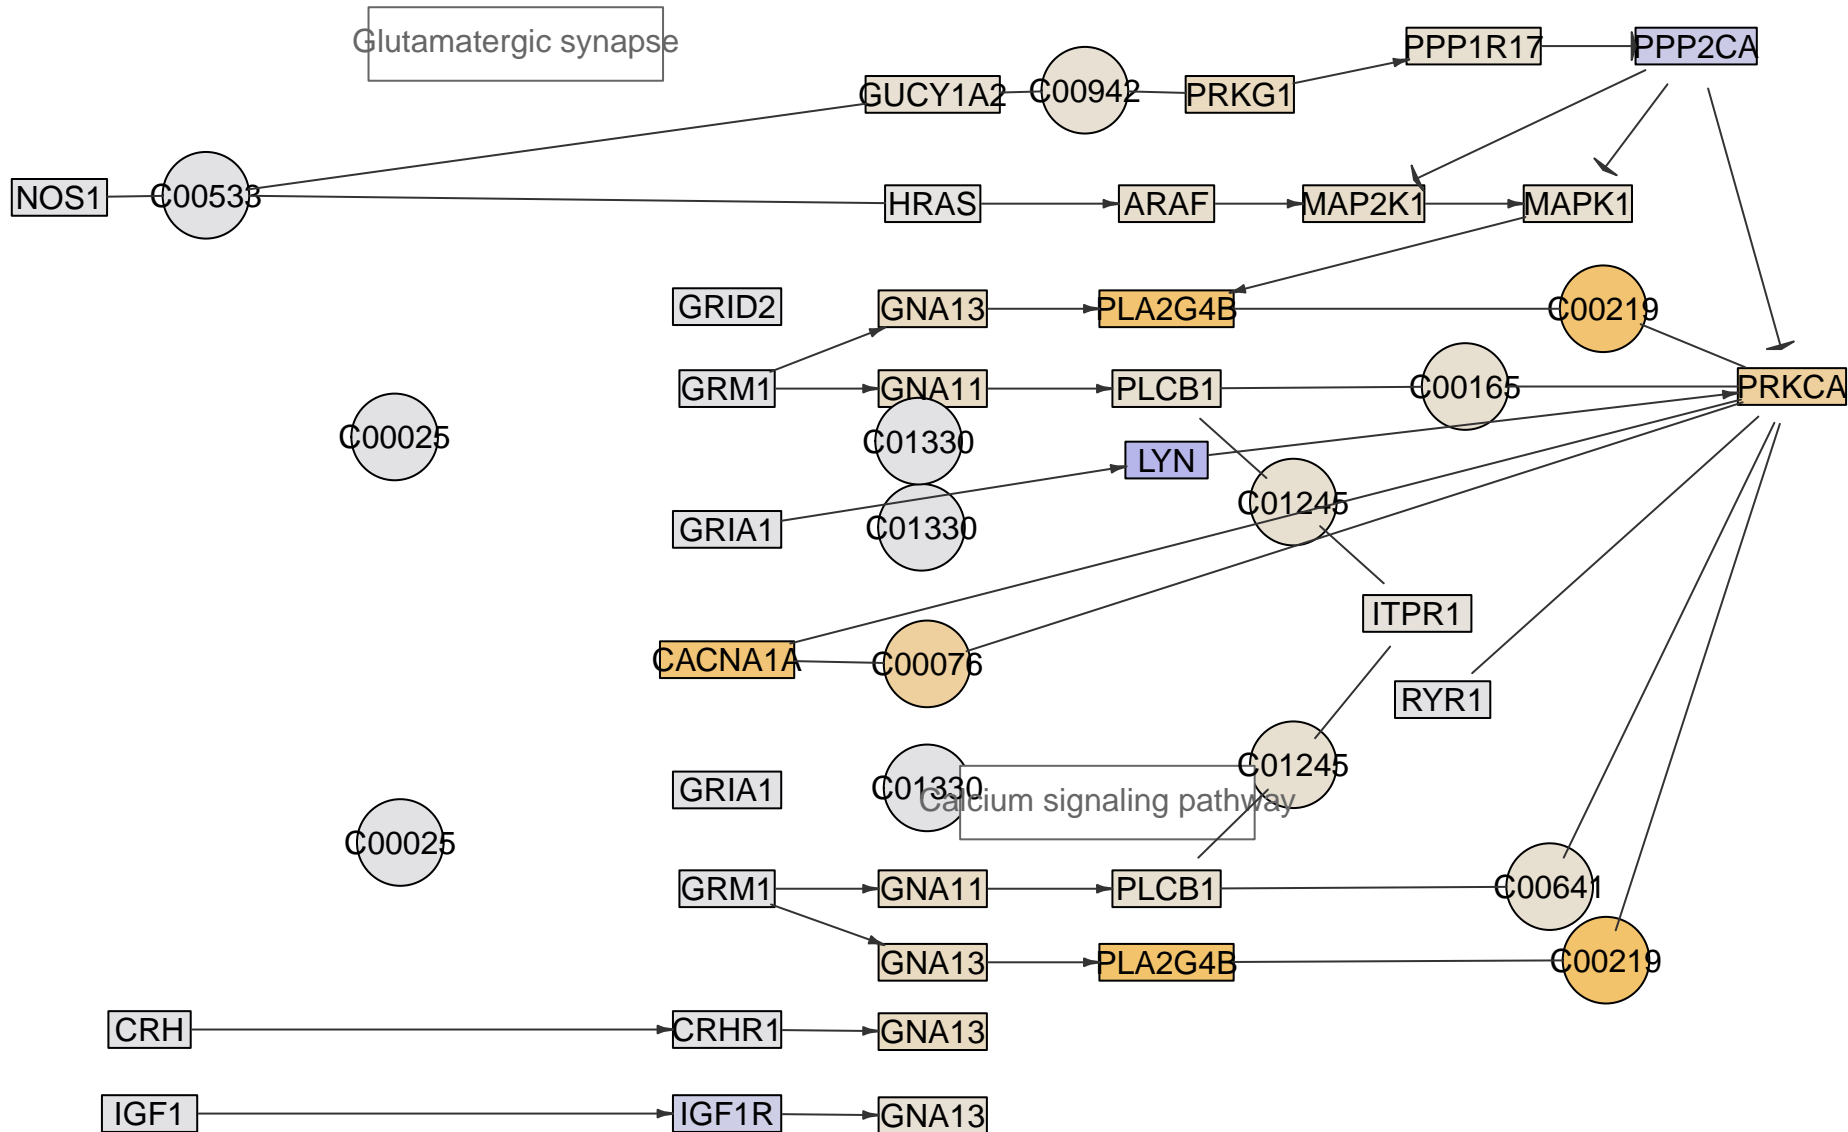 Glutamatergic synapse
PPP1R17
PPP2CA
GUCY1A2
C00942
PRKG1
NOS1
C00533
HRAS
ARAF
MAP2K1
MAPK1
GRID2
GNA13
PLA2G4B
C00219
GRM1
GNA11
PLCB1
C00165
PRKCA
C00025
C01330
LYN
C01245
GRIA1
C01330
ITPR1
CACNA1A
C00076
RYR1
GRIA1
C01330
C01245
Calcium signaling pathway
C00025
GRM1
GNA11
PLCB1
C00641
GNA13
PLA2G4B
C00219
CRH
CRHR1
GNA13
IGF1
IGF1R
GNA13